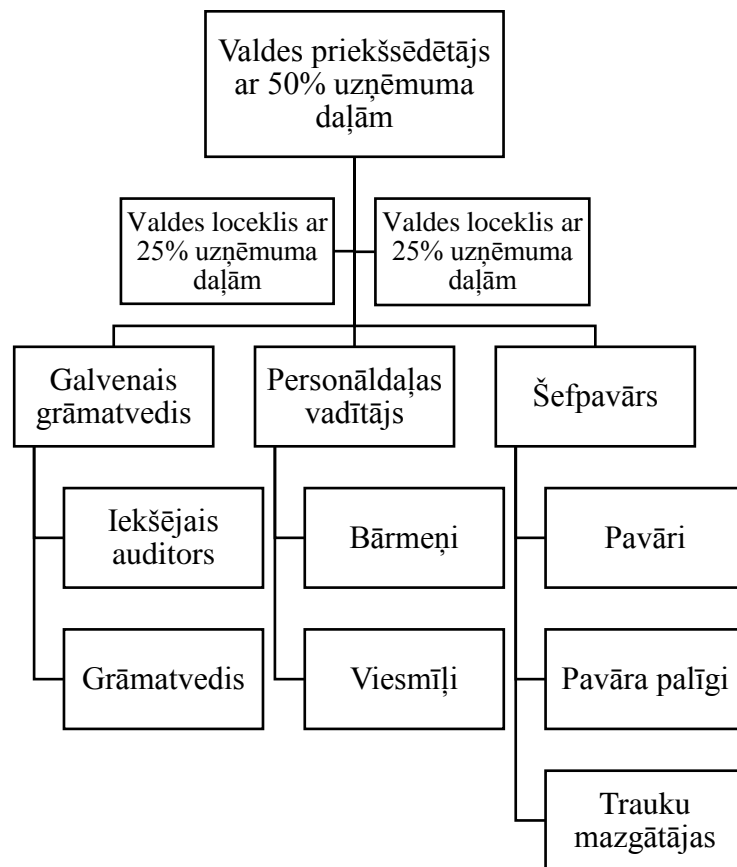 Valdes priekšsēdētājs
ar 50% uzņēmuma
daļām
Valdes loceklis ar
25% uzņēmuma
daļām
Valdes loceklis ar
25% uzņēmuma
daļām
Galvenais
grāmatvedis
Personāldaļas
vadītājs
Šefpavārs
Iekšējais
auditors
Bārmeņi
Pavāri
Grāmatvedis
Viesmīļi
Pavāra palīgi
Trauku
mazgātājas